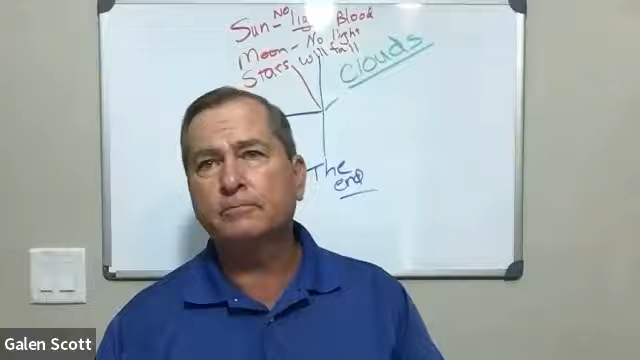 Sun - No light Blood
Moon - No light
Stars will fall
Clouds
The
end
Galen Scott